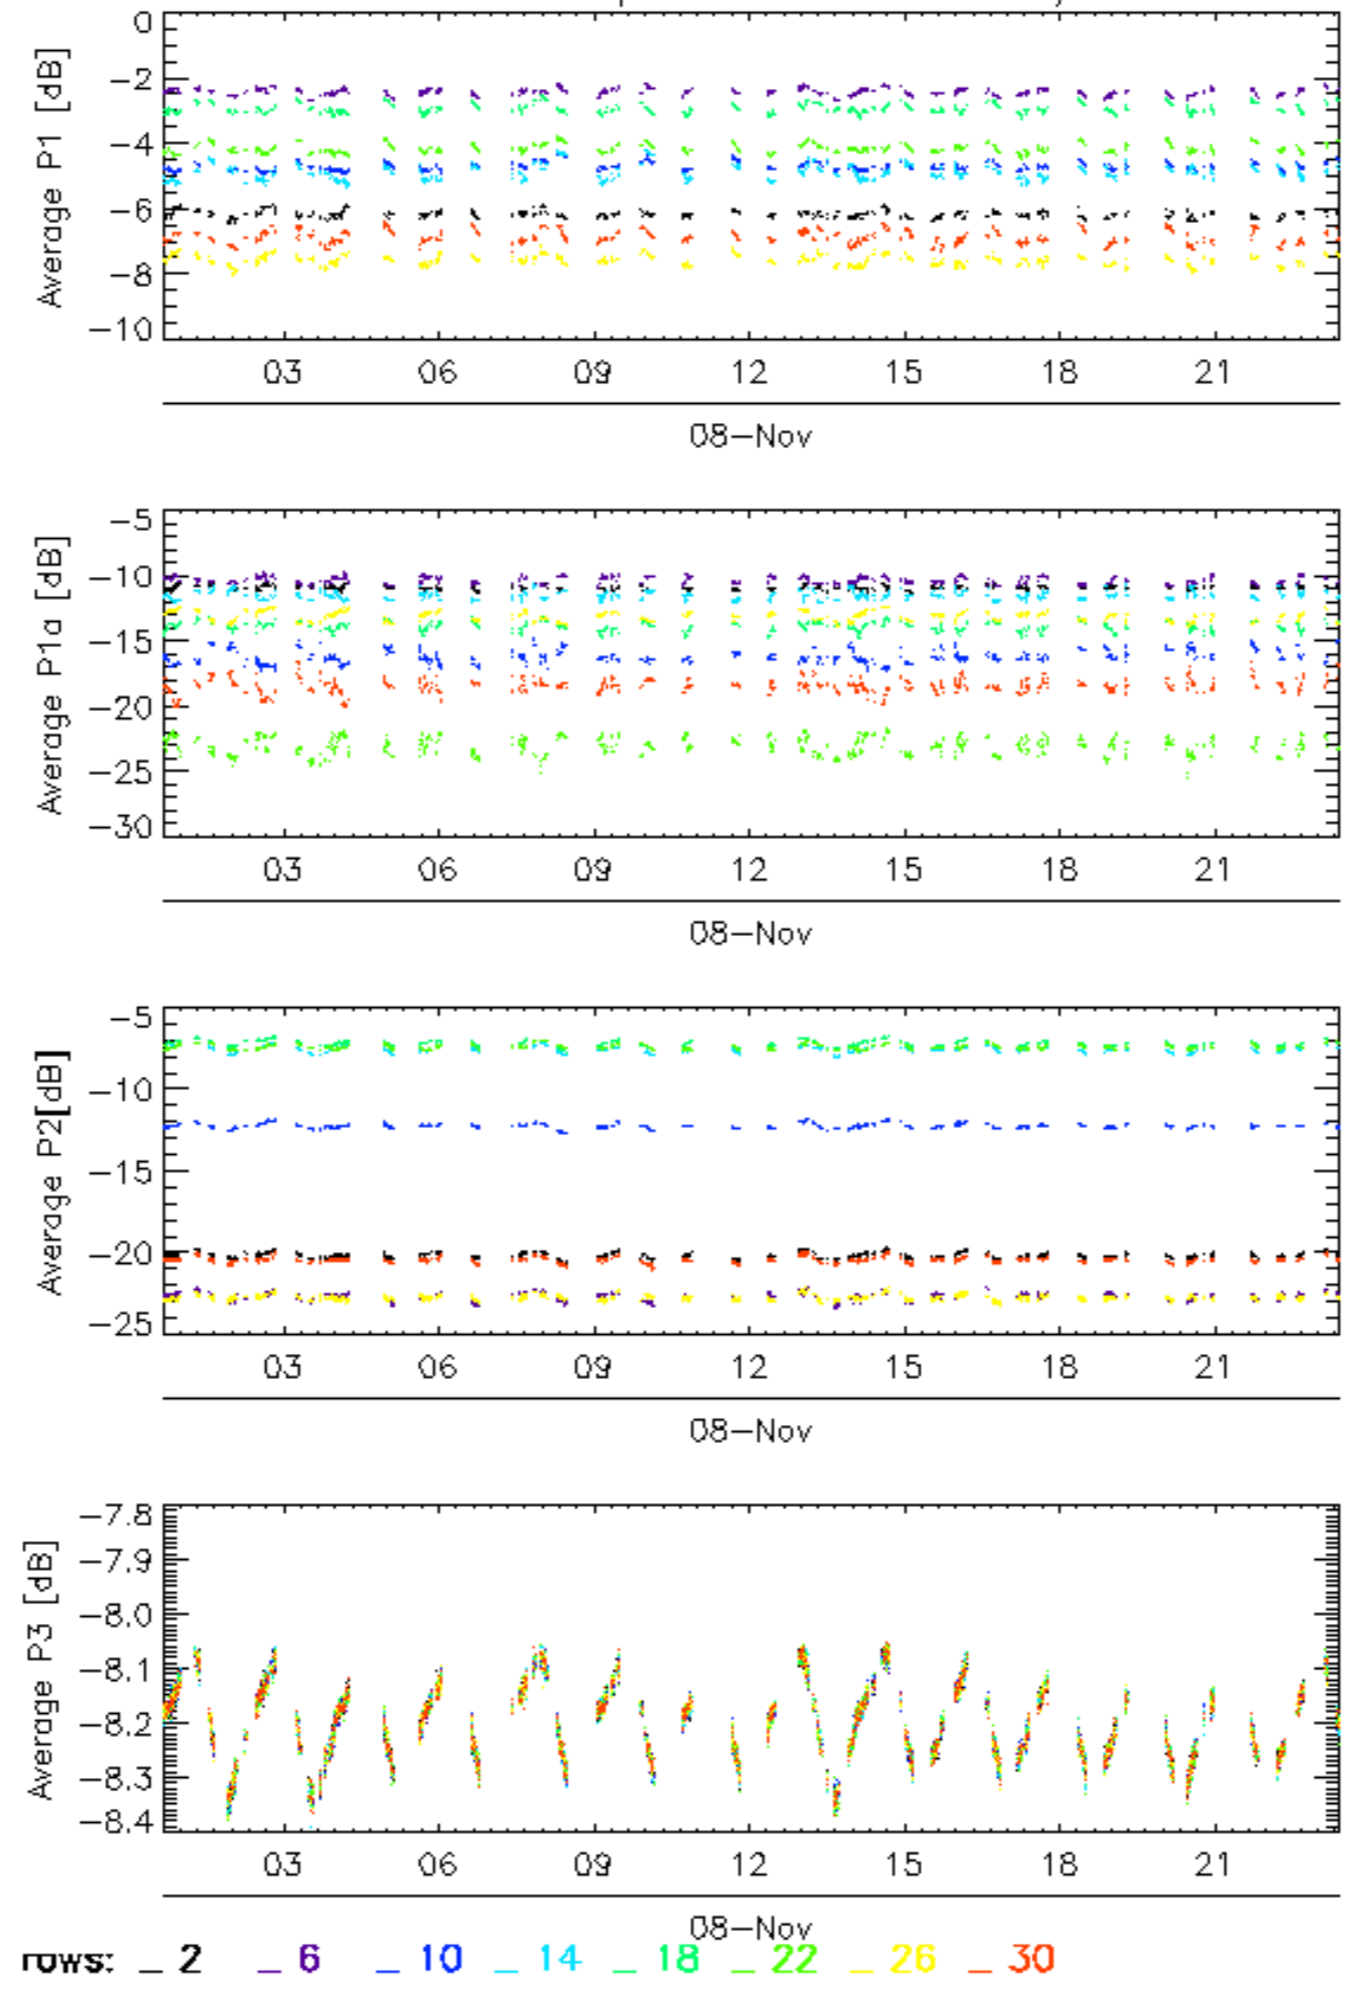 0
−2
−4
−6
−8
−10
Average P1 [dB]
03 06 09 12 15 18 21
08−Nov
−5
−10
−15
−20
−25
−30
Average P1a [dB]
03 06 09 12 15 18 21
08−Nov
−5
−10
−15
−20
−25
Average P2[dB]
03 06 09 12 15 18 21
08−Nov
−7.8
−7.9
−8.0
−8.1
−8.2
−8.3
−8.4
Average P3 [dB]
03 06 09 12 15 18 21
08−Nov
rows: _ 2 _ 6 _ 10 _ 14 _ 18 _ 22 _ 26 _ 30